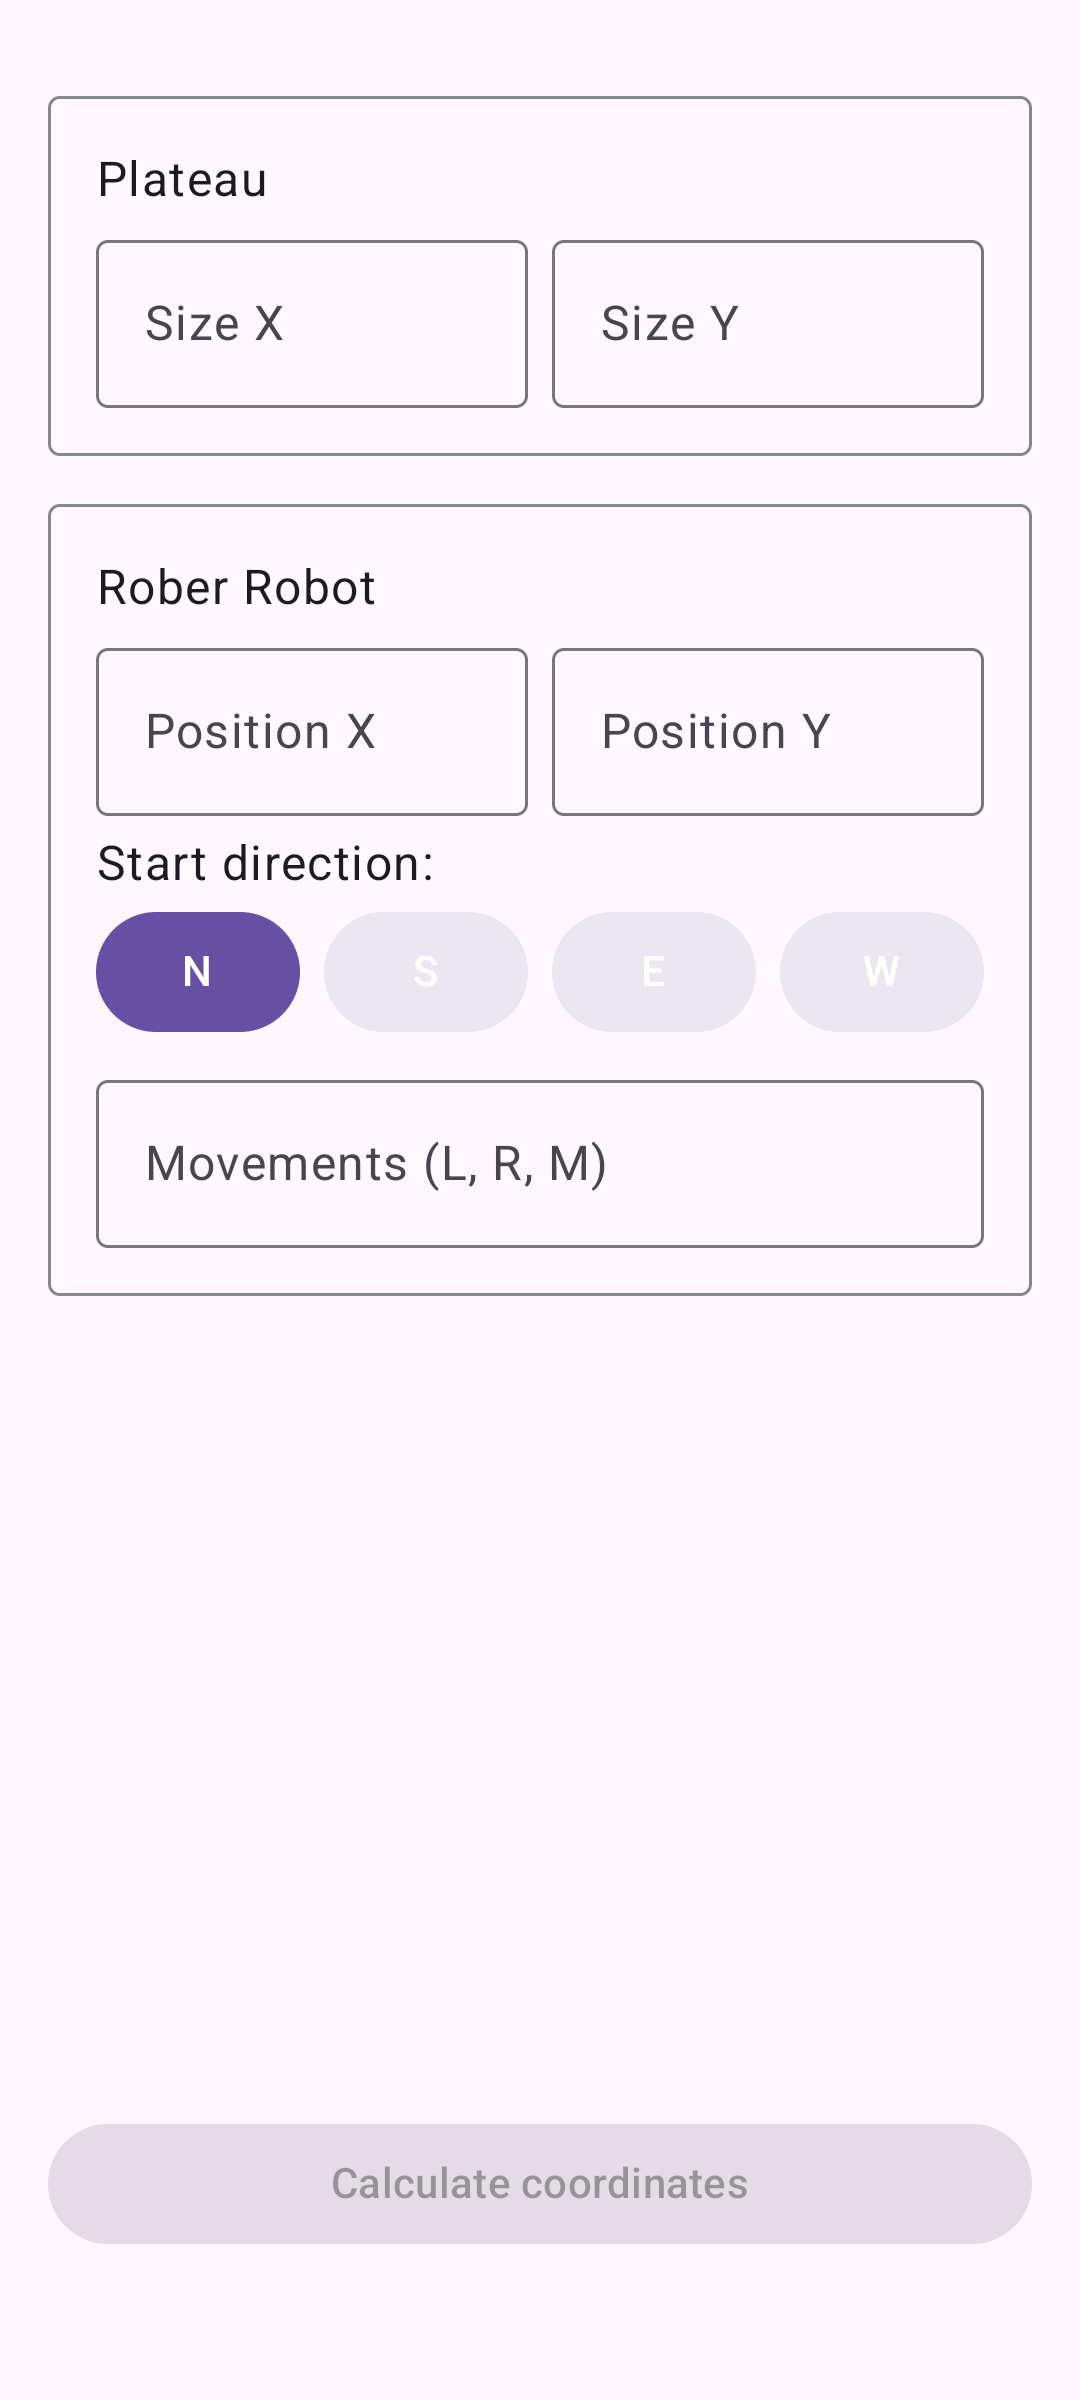 Plateau
Size X Size Y
Rober Robot
Position X Position Y
Start direction:
N S E W
Movements (L, R, M)
Calculate coordinates